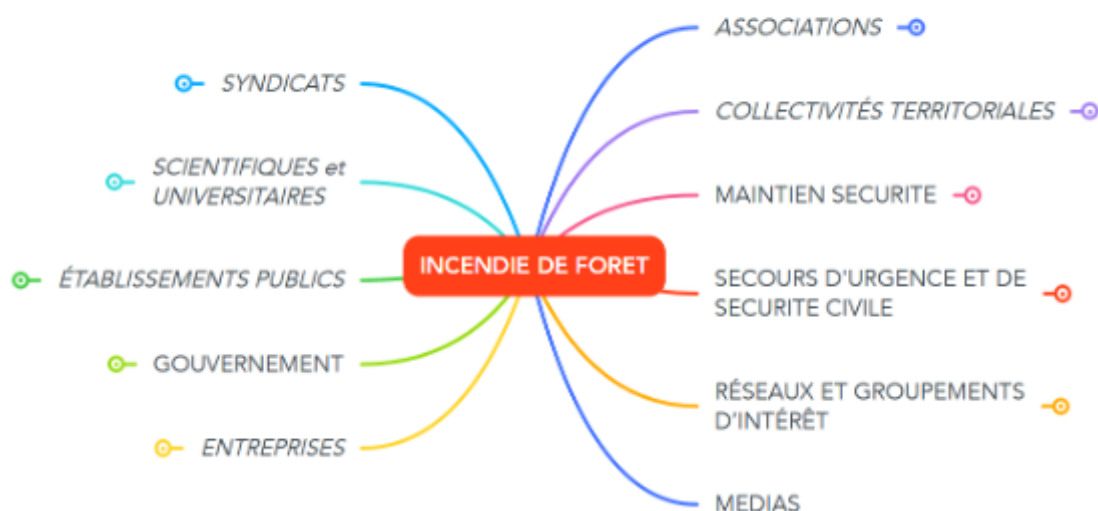 ASSOCIATIONS
SYNDICATS
COLLECTIVITÉS TERRITORIALES
SCIENTIFIQUES et
UNIVERSITAIRES
MAINTIEN SECURITE
INCENDIE DE FORET
ÉTABLISSEMENTS PUBLICS
SECOURS D'URGENCE ET DE
SECURITE CIVILE
GOUVERNEMENT
RÉSEAUX ET GROUPEMENTS
D'INTÉRÊT
ENTREPRISES
MEDIAS